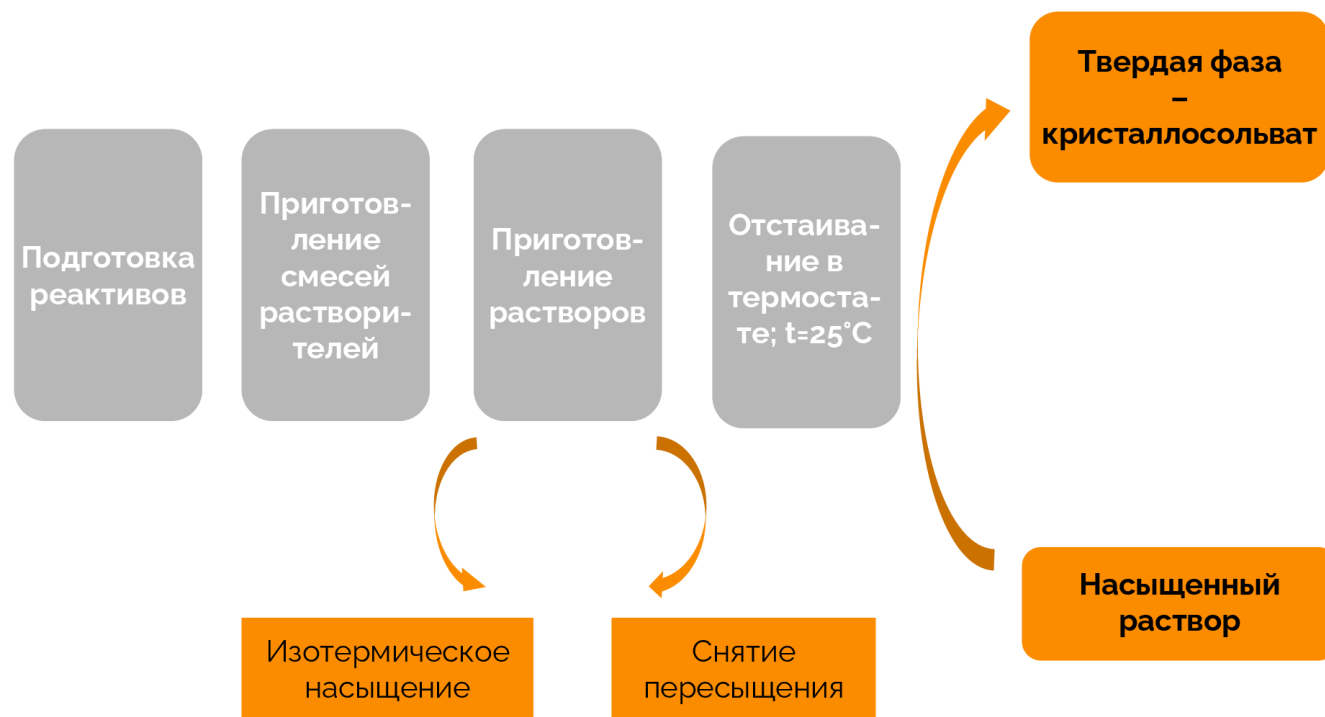 Подготовка
реактивов
Приготов-
ление
смесей
раствори-
телей
Приготов-
ление
растворов
Отстаива-
ние в
термоста-
те; t=25°C
Твердая фаза
–
кристаллосольват
Насыщенный
раствор
Изотермическое
насыщение
Снятие
пересыщения